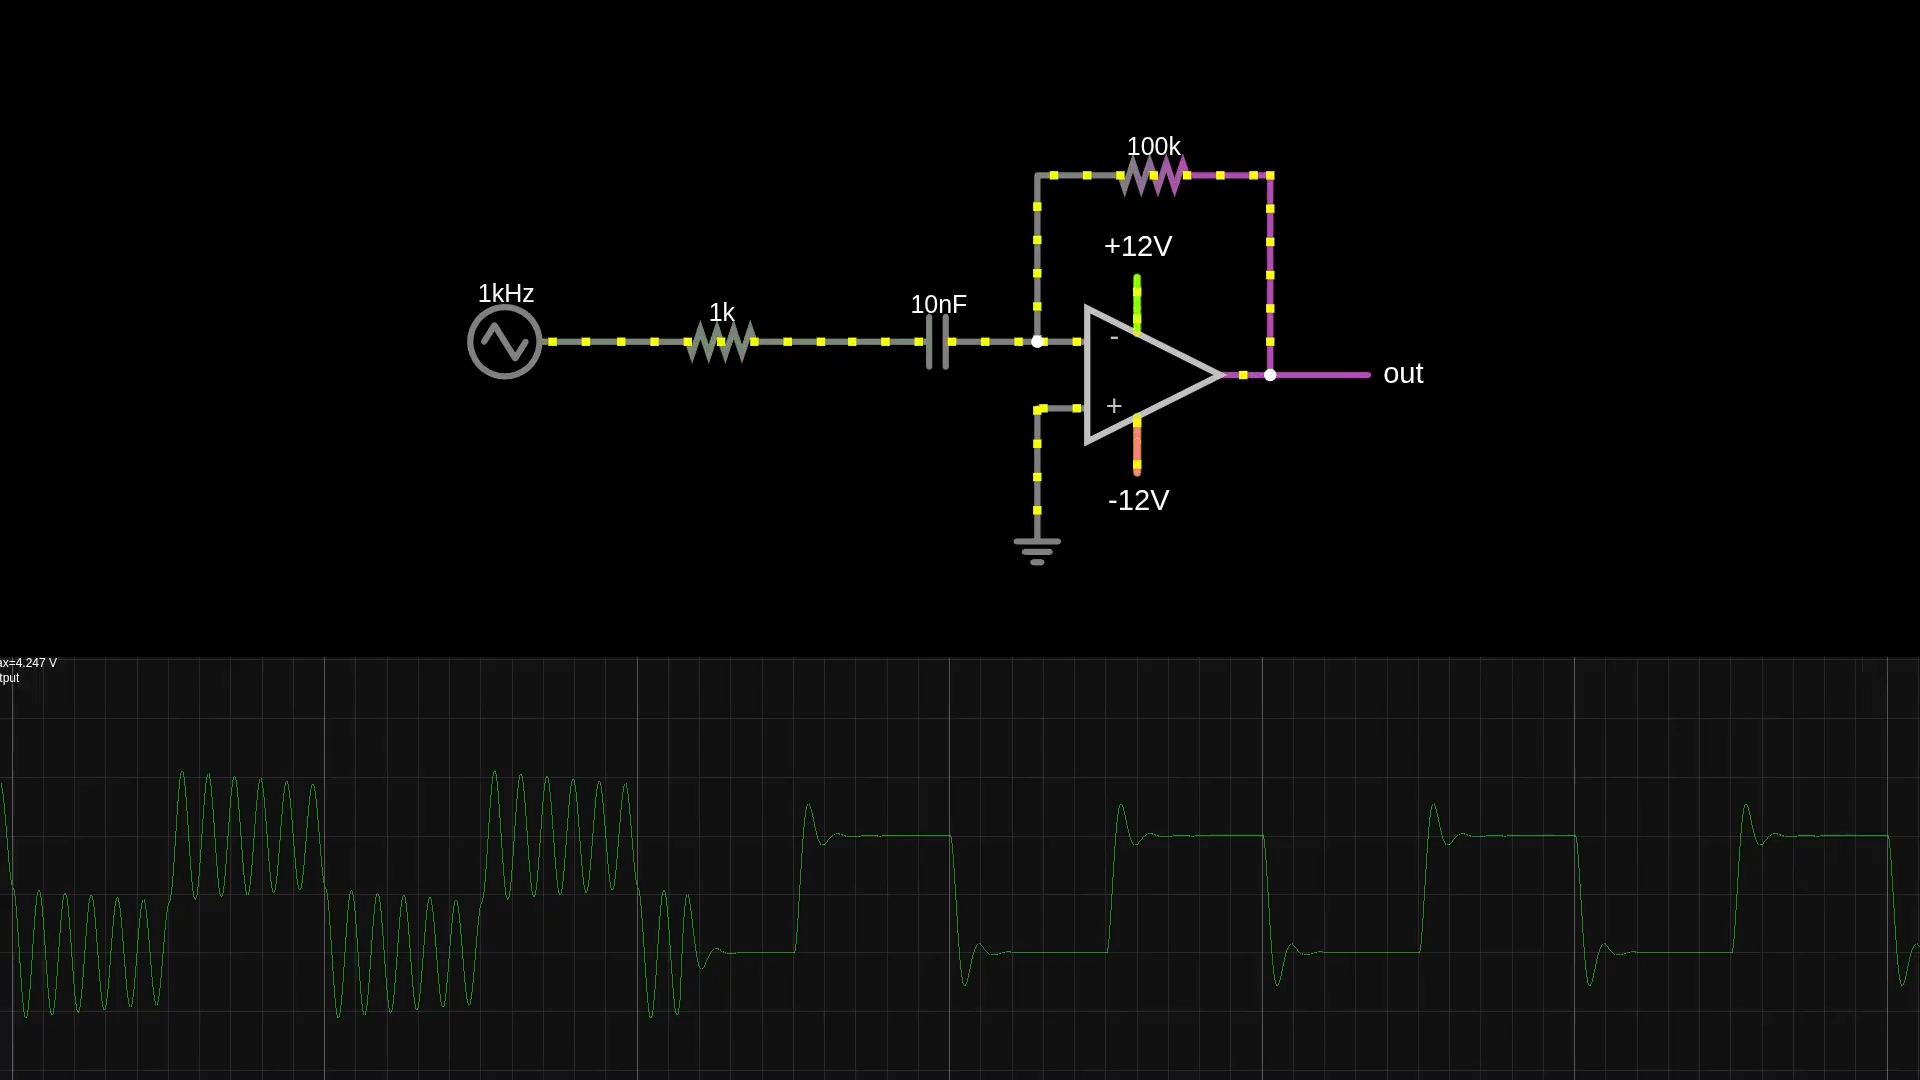 100k
+12V
1kHz
1k
10nF
-
+
out
-12V
ax=4.247 V
tput